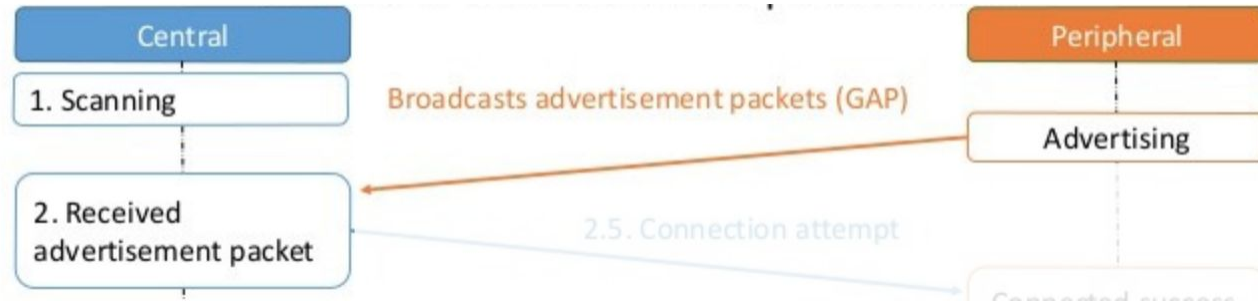 Central
Peripheral
1. Scanning
Broadcasts advertisement packets (GAP)
Advertising
2. Received
advertisement packet
2.5. Connection attempt